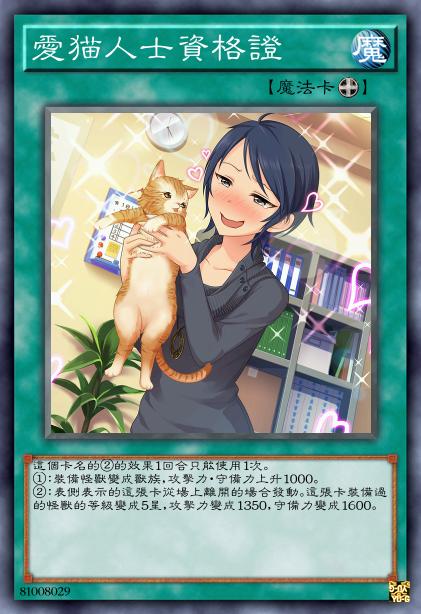 愛猫人士資格證
魔
【魔法卡】
這個卡名的②的效果1回合只能使用1次。
①:裝備怪獸變成獸族,攻擊力·守備力上升1000。
②:表側表示的這張卡從場上離開的場合發動。這張卡裝備過
的怪獸的等級變成5星,攻擊力變成1350,守備力變成1600。
81008029